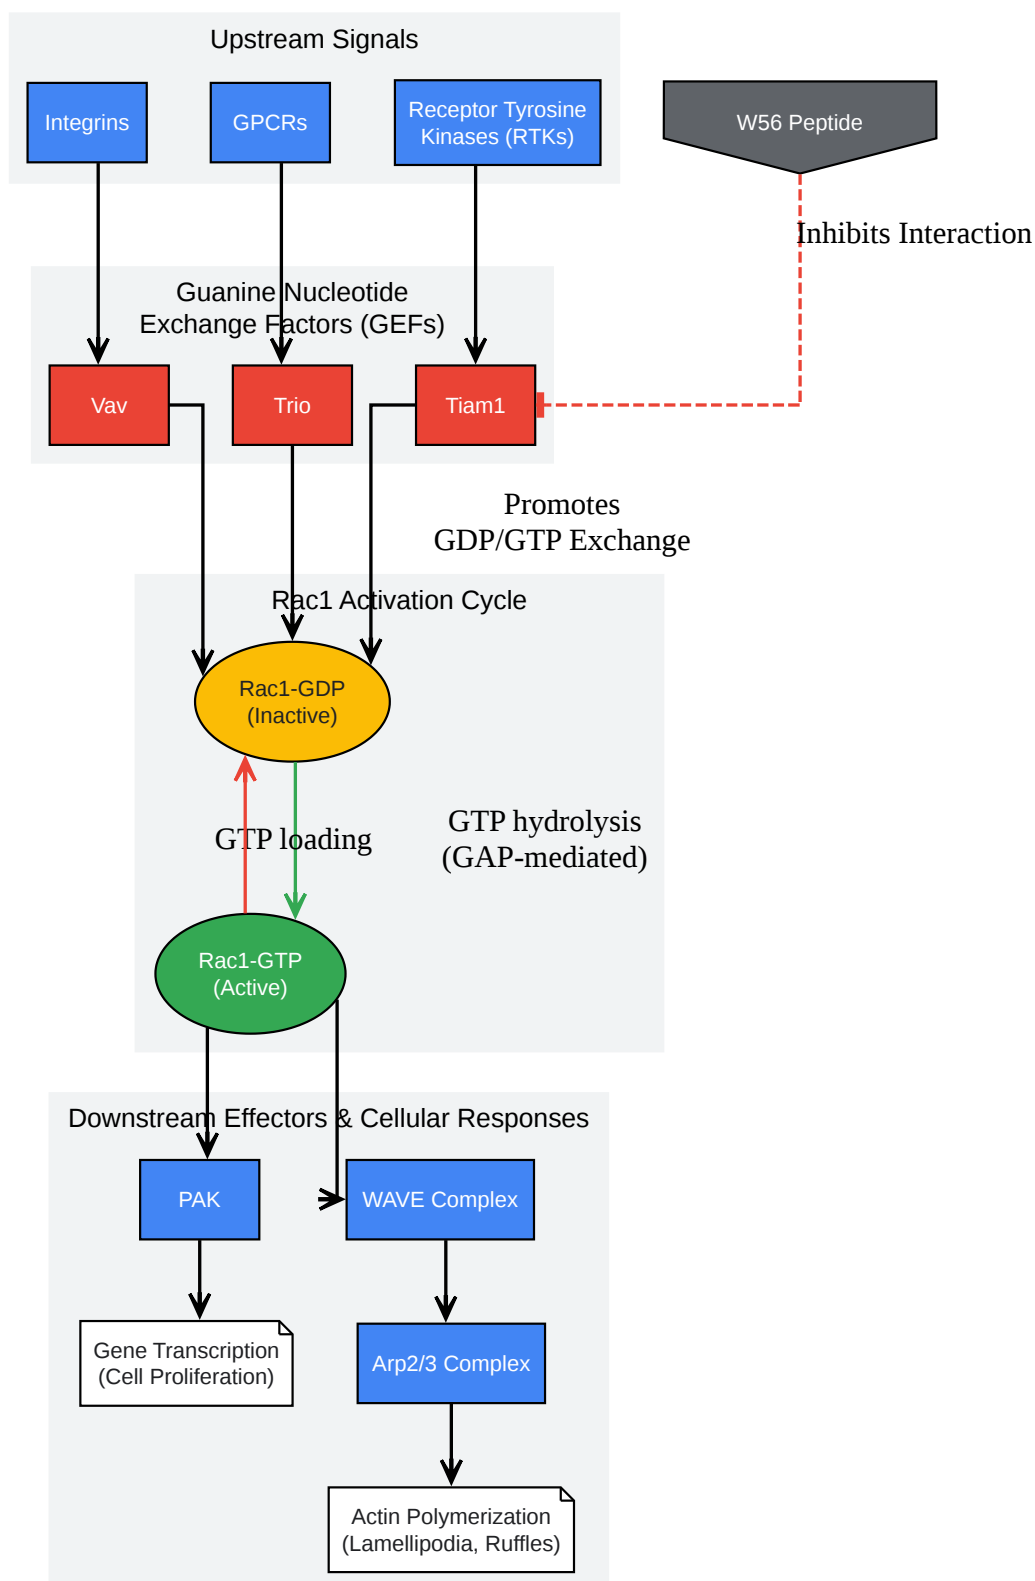 Upstream Signals
Integrins
GPCRs
Receptor Tyrosine
Kinases (RTKs)
W56 Peptide
Inhibits Interaction
Guanine Nucleotide
Exchange Factors (GEFs)
Vav
Trio
Tiam1
Promotes
GDP/GTP Exchange
Rac1 Activation Cycle
Rac1-GDP
(Inactive)
GTP loading
GTP hydrolysis
(GAP-mediated)
Rac1-GTP
(Active)
Downstream Effectors & Cellular Responses
PAK
WAVE Complex
Gene Transcription
(Cell Proliferation)
Arp2/3 Complex
Actin Polymerization
(Lamellipodia, Ruffles)